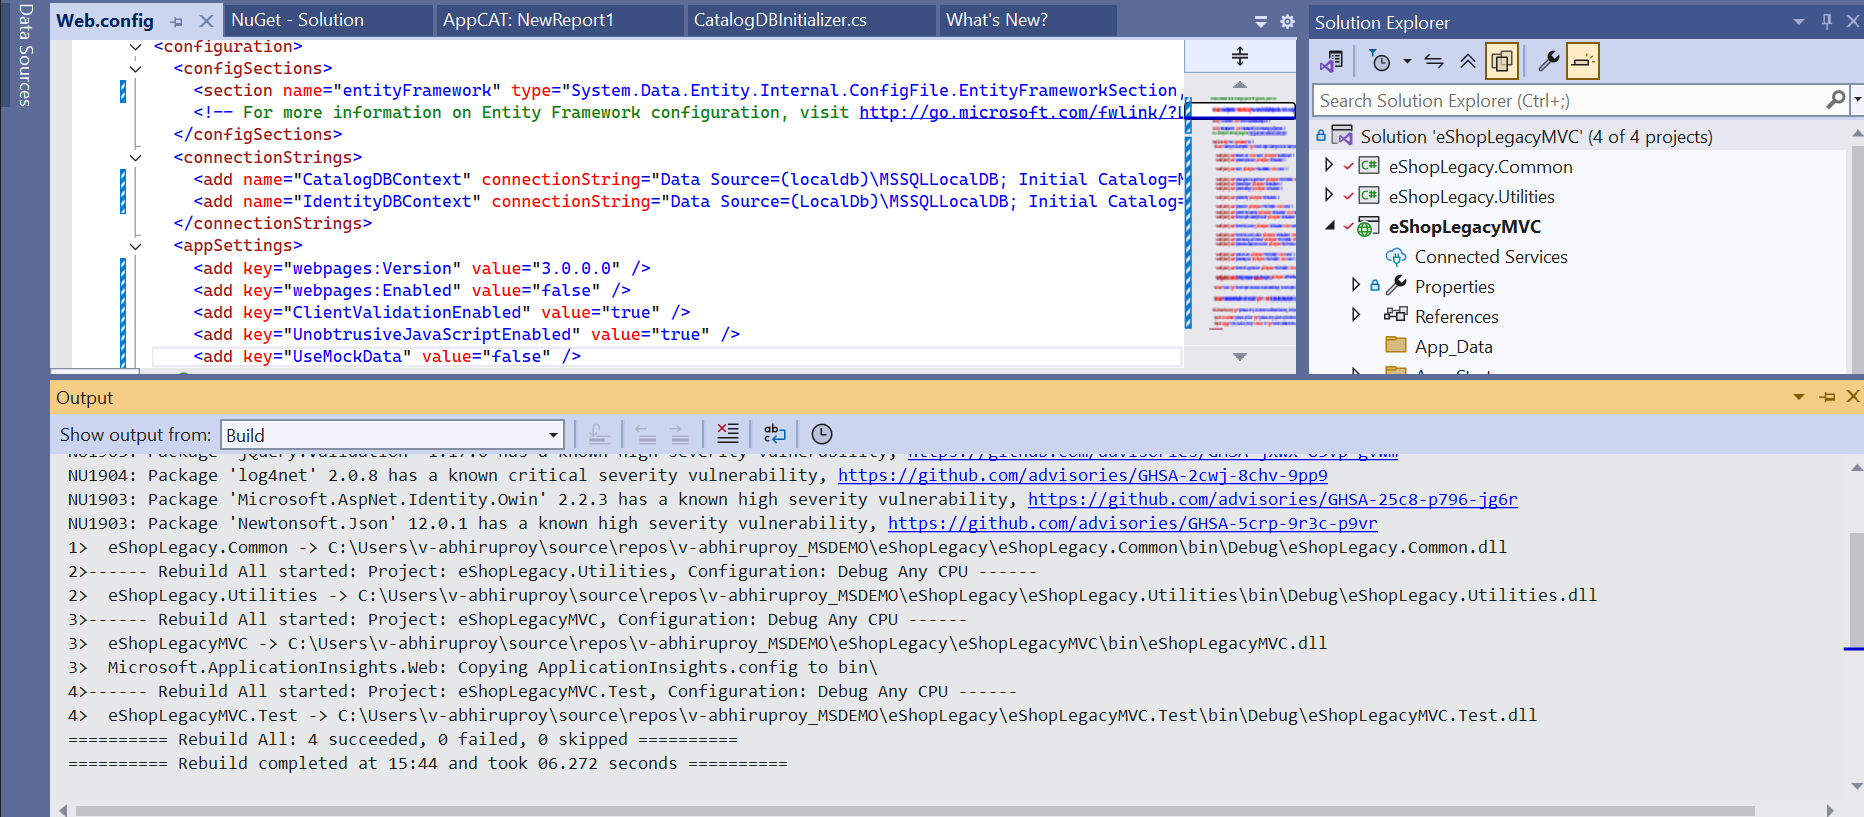 Data Sources
Web.config
NuGet - Solution
AppCAT: NewReport1
CatalogDBInitializer.cs
What's New?
<configuration>
<configSections>
<section name="entityFramework" type="System.Data.Entity.Internal.ConfigFile.EntityFrameworkSection,
<!-- For more information on Entity Framework configuration, visit http://go.microsoft.com/fwlink/?L
</configSections>
<connectionStrings>
<add name="CatalogDBContext" connectionString="Data Source=(localdb)\MSSQLLocalDB; Initial Catalog=M
<add name="IdentityDBContext" connectionString="Data Source=(LocalDb)\MSSQLLocalDB; Initial Catalog=
</connectionStrings>
<appSettings>
<add key="webpages:Version" value="3.0.0.0" />
<add key="webpages:Enabled" value="false" />
<add key="ClientValidationEnabled" value="true" />
<add key="UnobtrusiveJavaScriptEnabled" value="true" />
<add key="UseMockData" value="false" />
Solution Explorer
Search Solution Explorer (Ctrl+;)
Solution 'eShopLegacyMVC' (4 of 4 projects)
C# eShopLegacy.Common
C# eShopLegacy.Utilities
eShopLegacyMVC
Connected Services
Properties
References
App_Data
Output
Show output from: Build
NU1903: Package 'jQuery.Validation' 1.17.0 has a known high severity vulnerability,
NU1904: Package 'log4net' 2.0.8 has a known critical severity vulnerability, https://github.com/advisories/GHSA-2cwj-8chv-9pp9
NU1903: Package 'Microsoft.AspNet.Identity.Owin' 2.2.3 has a known high severity vulnerability, https://github.com/advisories/GHSA-25c8-p796-jg6r
NU1903: Package 'Newtonsoft.Json' 12.0.1 has a known high severity vulnerability, https://github.com/advisories/GHSA-5crp-9r3c-p9vr
1>  eShopLegacy.Common -> C:\Users\v-abhiruproy\source\repos\v-abhiruproy_MSDEMO\eShopLegacy\eShopLegacy.Common\bin\Debug\eShopLegacy.Common.dll
2>------ Rebuild All started: Project: eShopLegacy.Utilities, Configuration: Debug Any CPU ------
2>  eShopLegacy.Utilities -> C:\Users\v-abhiruproy\source\repos\v-abhiruproy_MSDEMO\eShopLegacy\eShopLegacy.Utilities\bin\Debug\eShopLegacy.Utilities.dll
3>------ Rebuild All started: Project: eShopLegacyMVC, Configuration: Debug Any CPU ------
3>  eShopLegacyMVC -> C:\Users\v-abhiruproy\source\repos\v-abhiruproy_MSDEMO\eShopLegacy\eShopLegacyMVC\bin\eShopLegacyMVC.dll
3>  Microsoft.ApplicationInsights.Web: Copying ApplicationInsights.config to bin\
4>------ Rebuild All started: Project: eShopLegacyMVC.Test, Configuration: Debug Any CPU ------
4>  eShopLegacyMVC.Test -> C:\Users\v-abhiruproy\source\repos\v-abhiruproy_MSDEMO\eShopLegacy\eShopLegacyMVC.Test\bin\Debug\eShopLegacyMVC.Test.dll
========== Rebuild All: 4 succeeded, 0 failed, 0 skipped ==========
========== Rebuild completed at 15:44 and took 06.272 seconds ==========